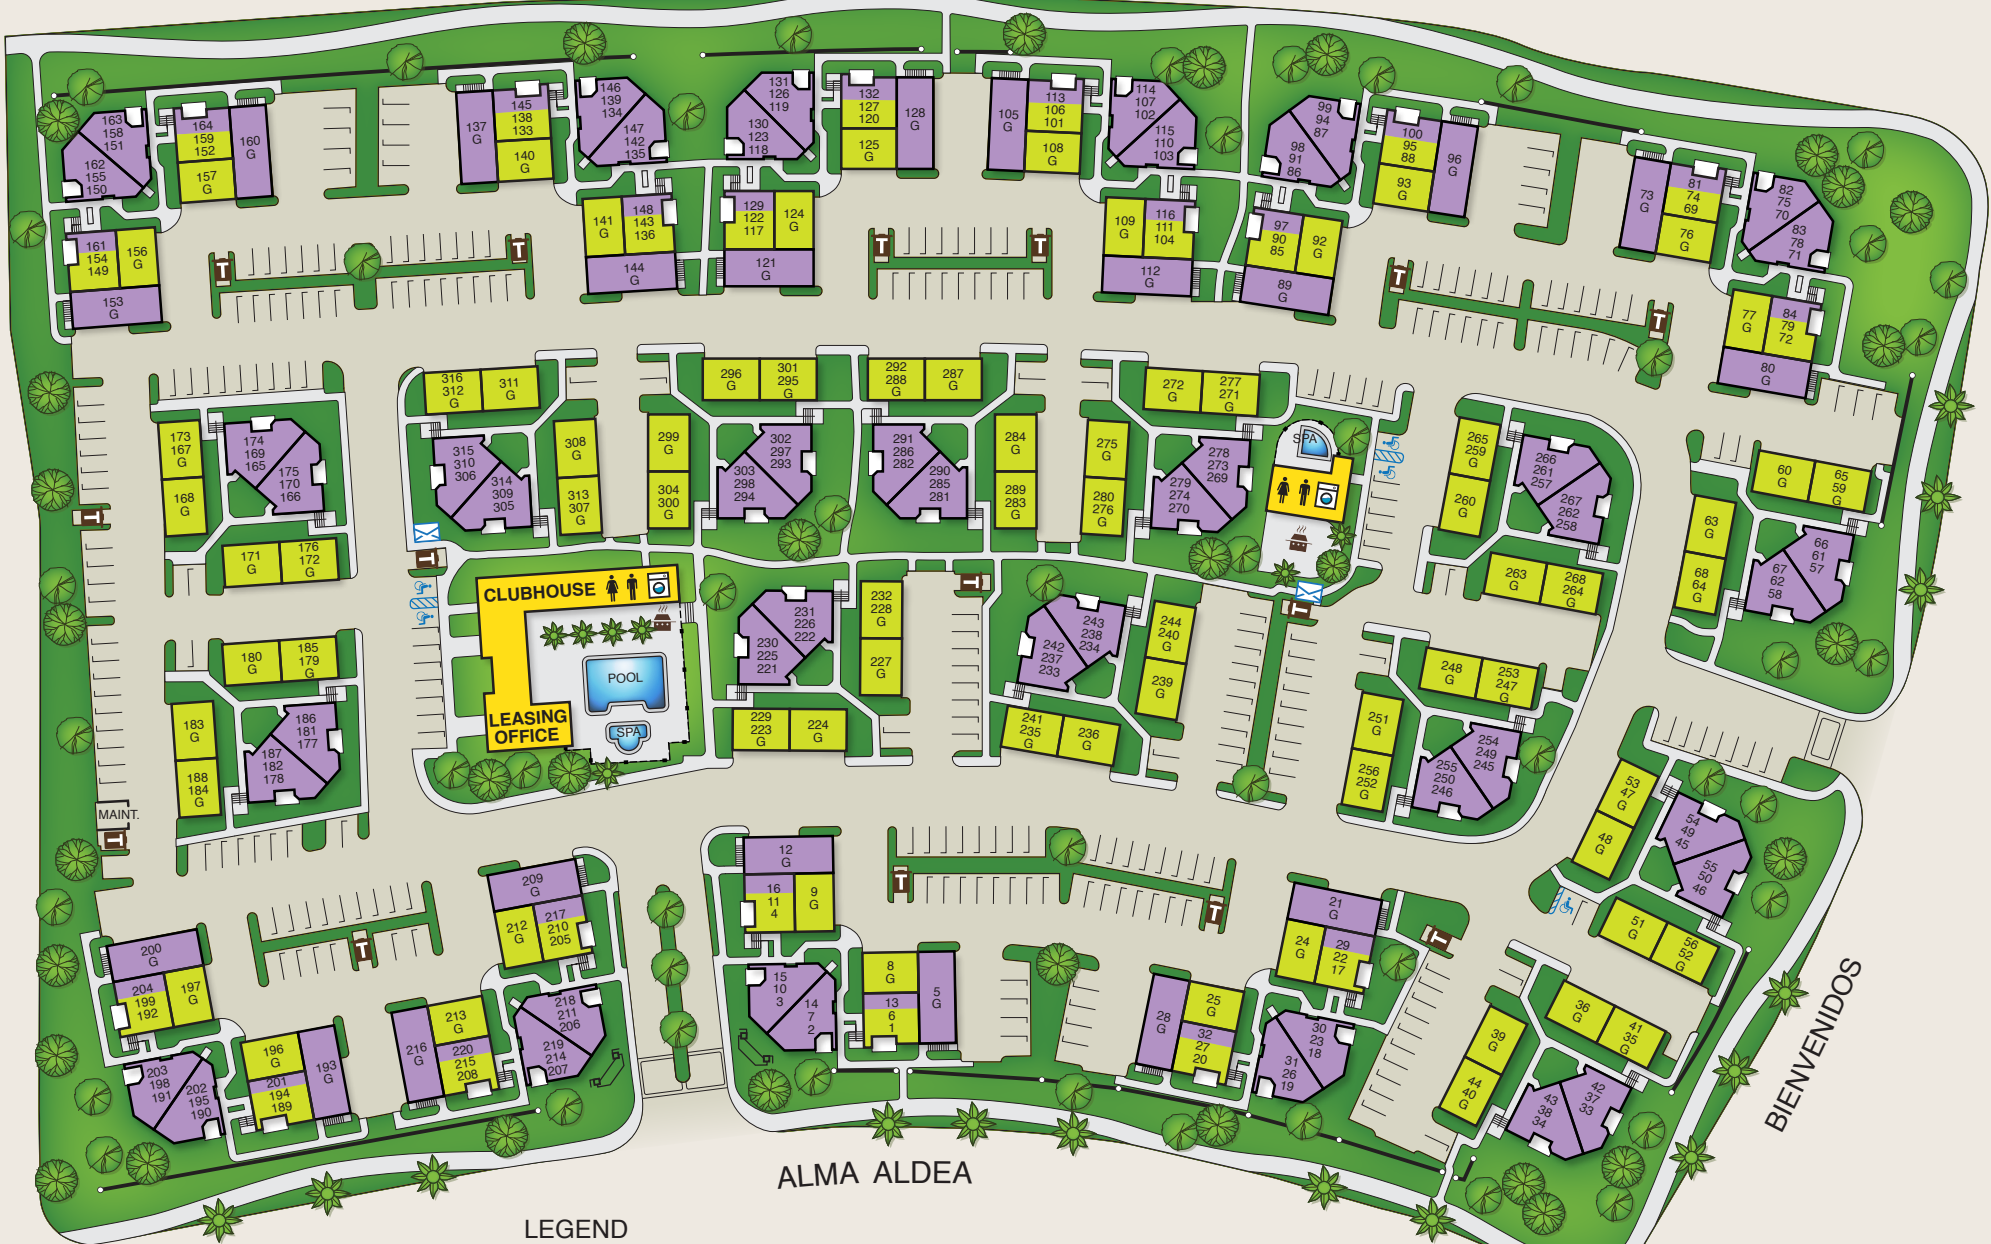 163
158
151
162
155
150
164
159
152
157
G
160
G
161
154
149
156
G
153
G
137
G
145
138
133
140
G
146
139
134
147
142
135
141
G
148
143
136
144
G
131
126
119
130
123
118
132
127
120
125
G
128
G
129
122
117
124
G
121
G
105
G
113
106
101
108
G
114
107
102
115
110
103
109
G
116
111
104
112
G
99
94
87
98
91
86
100
95
88
93
G
96
G
97
90
85
92
G
89
G
73
G
81
74
69
76
G
82
75
70
83
78
71
77
G
84
79
72
80
G
T
T
T
T
T
T
173
167
G
168
G
174
169
165
175
170
166
171
G
176
172
G
316
312
G
311
G
308
G
313
307
G
315
310
306
314
309
305
296
G
301
295
G
299
G
304
300
G
302
297
293
303
298
294
292
288
G
287
G
291
286
282
290
285
281
284
G
289
283
G
272
G
277
271
G
275
G
280
276
G
278
273
269
279
274
270
SPA
265
259
G
260
G
266
261
257
267
262
258
263
G
268
264
G
60
G
65
59
G
63
G
68
64
G
66
61
57
67
62
58
T
T
T
T
180
G
185
179
G
183
G
188
184
G
186
181
177
187
182
178
CLUBHOUSE
POOL
SPA
LEASING
OFFICE
231
226
222
230
225
221
232
228
G
227
G
229
223
G
224
G
243
238
234
242
237
233
244
240
G
239
G
241
235
G
236
G
248
G
253
247
G
251
G
256
252
G
254
249
245
255
250
246
53
47
G
48
G
54
49
45
55
50
46
51
G
56
52
G
MAINT.
T
209
G
212
G
217
210
205
200
G
204
199
192
197
G
203
198
191
202
195
190
196
G
201
194
189
193
G
216
G
213
G
220
215
208
218
211
206
219
214
207
T
12
G
16
11
4
9
G
15
10
3
14
7
2
8
G
13
6
1
5
G
T
T
21
G
24
G
29
22
17
28
G
25
G
32
27
20
30
23
18
31
26
19
T
39
G
44
40
G
36
G
41
35
G
42
37
33
43
38
34
BIENVENIDOS
ALMA ALDEA
LEGEND